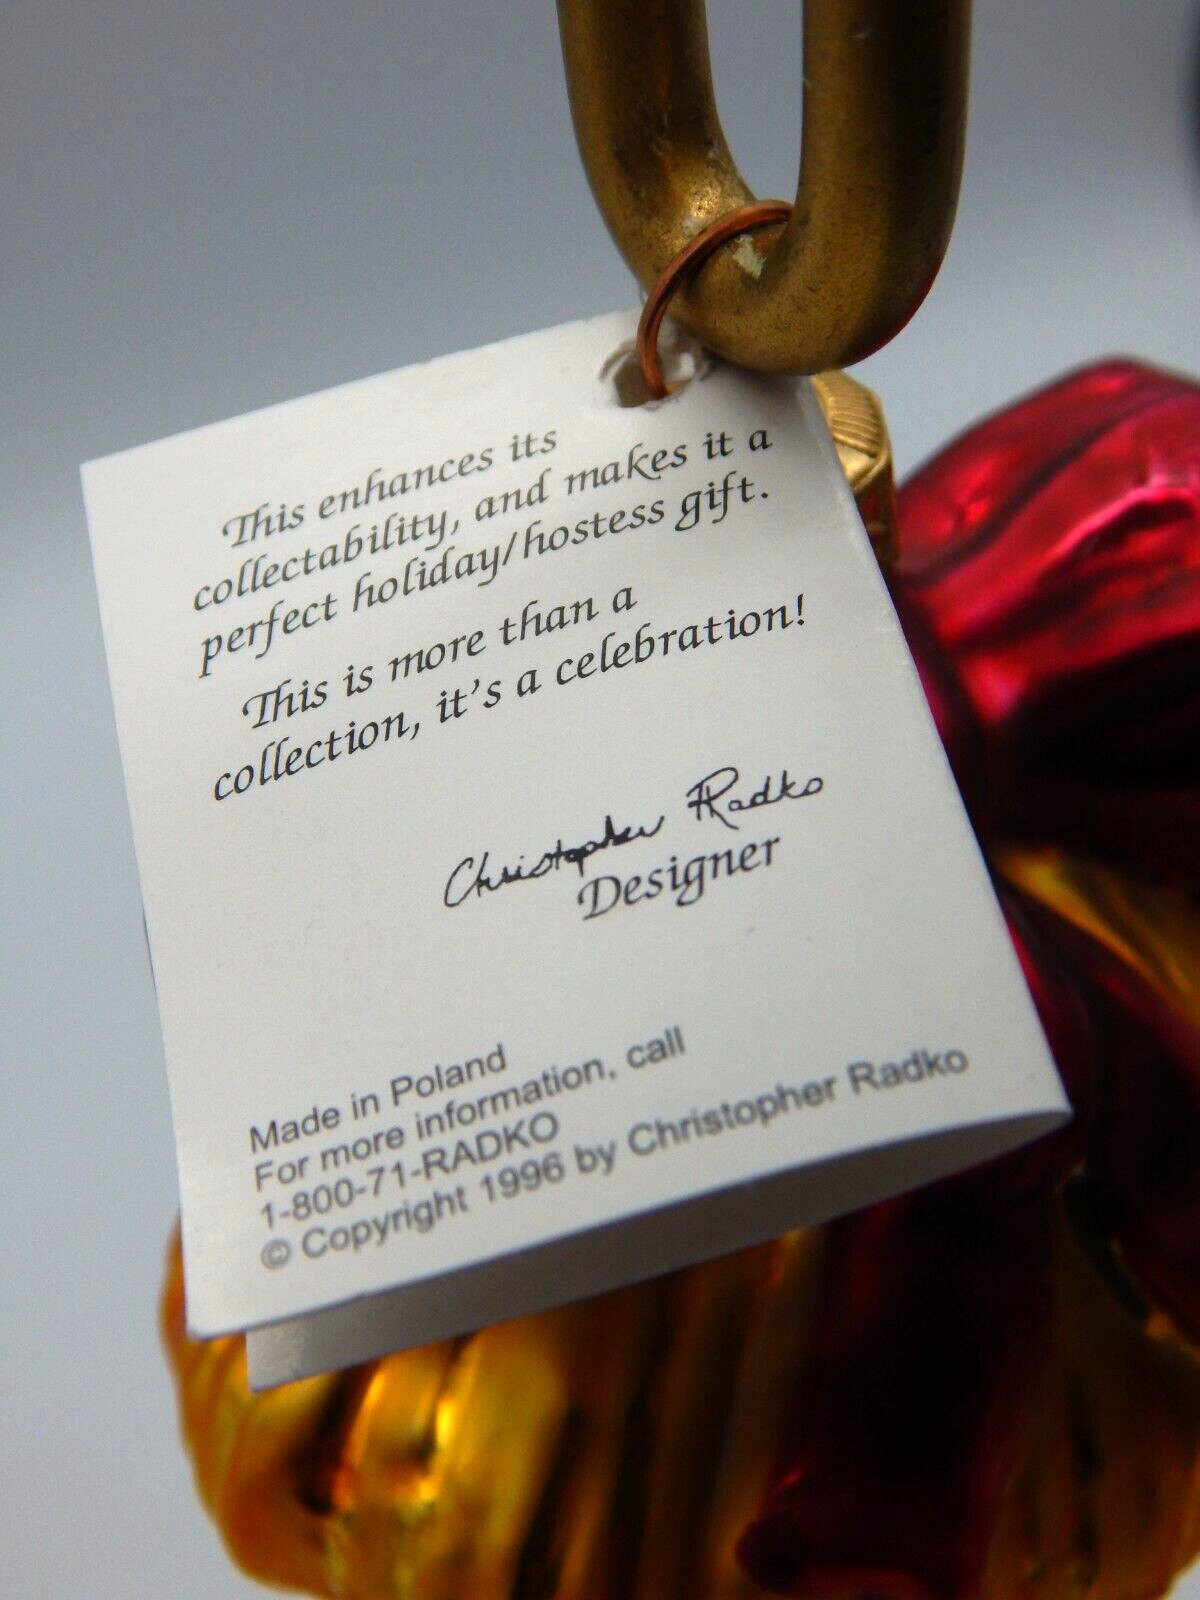 This enhances its
collectability, and makes it a
perfect holiday/hostess gift.
This is more than a
collection, it's a celebration!
Christopher Radko
Designer
Made in Poland
For more information, call
1-800-71-RADKO
© Copyright 1996 by Christopher Radko